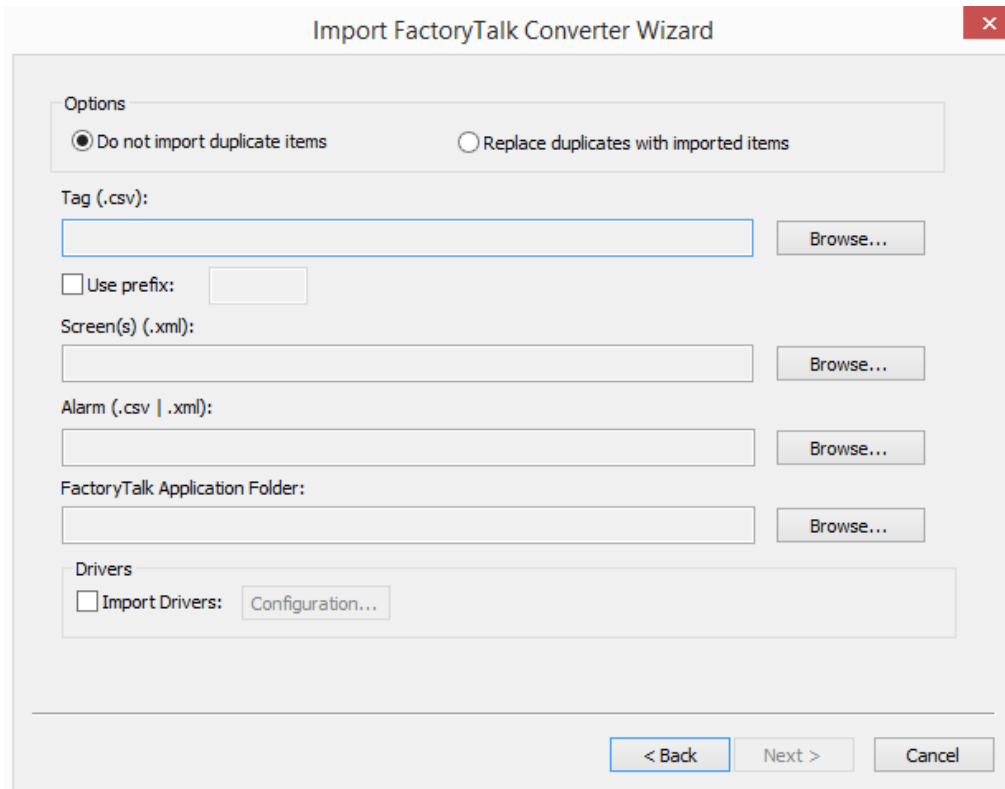 Import FactoryTalk Converter Wizard
Options
Do not import duplicate items
Replace duplicates with imported items
Tag (.csv):
Browse...
Use prefix:
Screen(s) (.xml):
Browse...
Alarm (.csv | .xml):
Browse...
FactoryTalk Application Folder:
Browse...
Drivers
Import Drivers:
Configuration...
< Back
Next >
Cancel